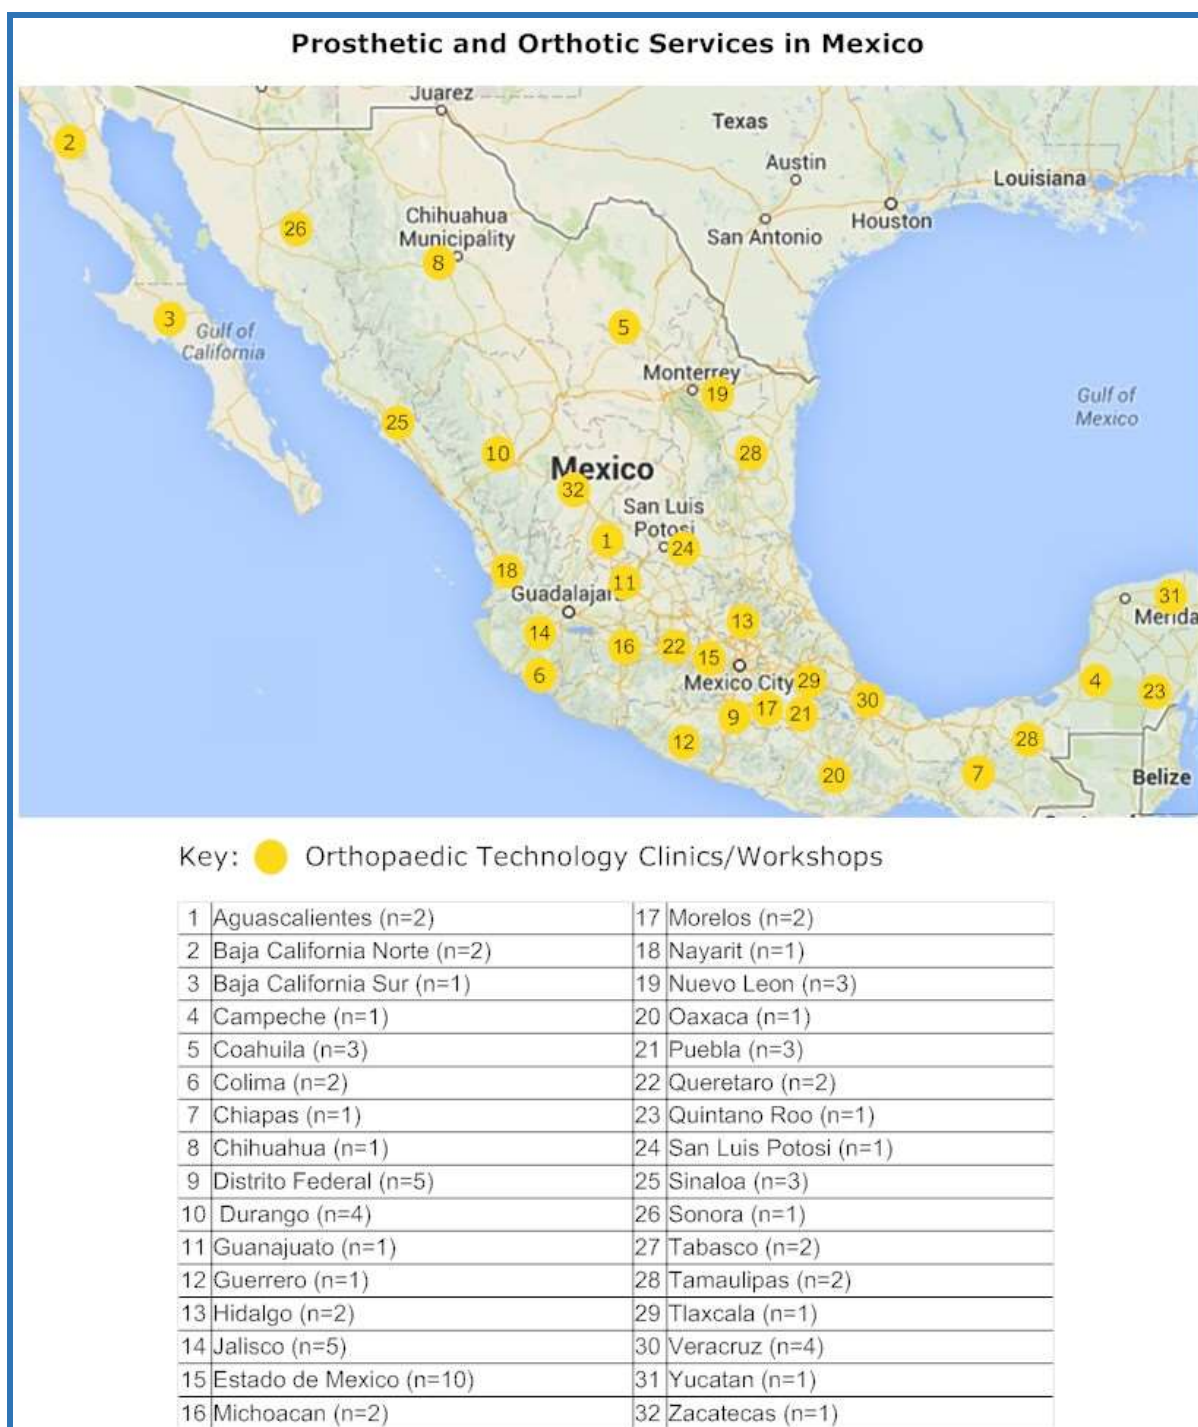 Prosthetic and Orthotic Services in Mexico
Juarez
Texas
2
Austin
Louisiana
Chihuahua
Municipality
26
San Antonio
Houston
8
3
Gulf of
California
5
Monterrey
19
Gulf of
Mexico
25
10
28
Mexico
32
San Luis
Potosi
1
24
18
11
Guadalajar
31
Merida
14
13
16
22
15
6
Mexico City
29
4
23
30
9
17
21
12
28
20
7
Belize
Key: Orthopaedic Technology Clinics/Workshops
1 Aguascalientes (n=2)
2 Baja California Norte (n=2)
3 Baja California Sur (n=1)
4 Campeche (n=1)
5 Coahuila (n=3)
6 Colima (n=2)
7 Chiapas (n=1)
8 Chihuahua (n=1)
9 Distrito Federal (n=5)
10 Durango (n=4)
11 Guanajuato (n=1)
12 Guerrero (n=1)
13 Hidalgo (n=2)
14 Jalisco (n=5)
15 Estado de Mexico (n=10)
16 Michoacan (n=2)
17 Morelos (n=2)
18 Nayarit (n=1)
19 Nuevo Leon (n=3)
20 Oaxaca (n=1)
21 Puebla (n=3)
22 Queretaro (n=2)
23 Quintano Roo (n=1)
24 San Luis Potosi (n=1)
25 Sinaloa (n=3)
26 Sonora (n=1)
27 Tabasco (n=2)
28 Tamaulipas (n=2)
29 Tlaxcala (n=1)
30 Veracruz (n=4)
31 Yucatan (n=1)
32 Zacatecas (n=1)